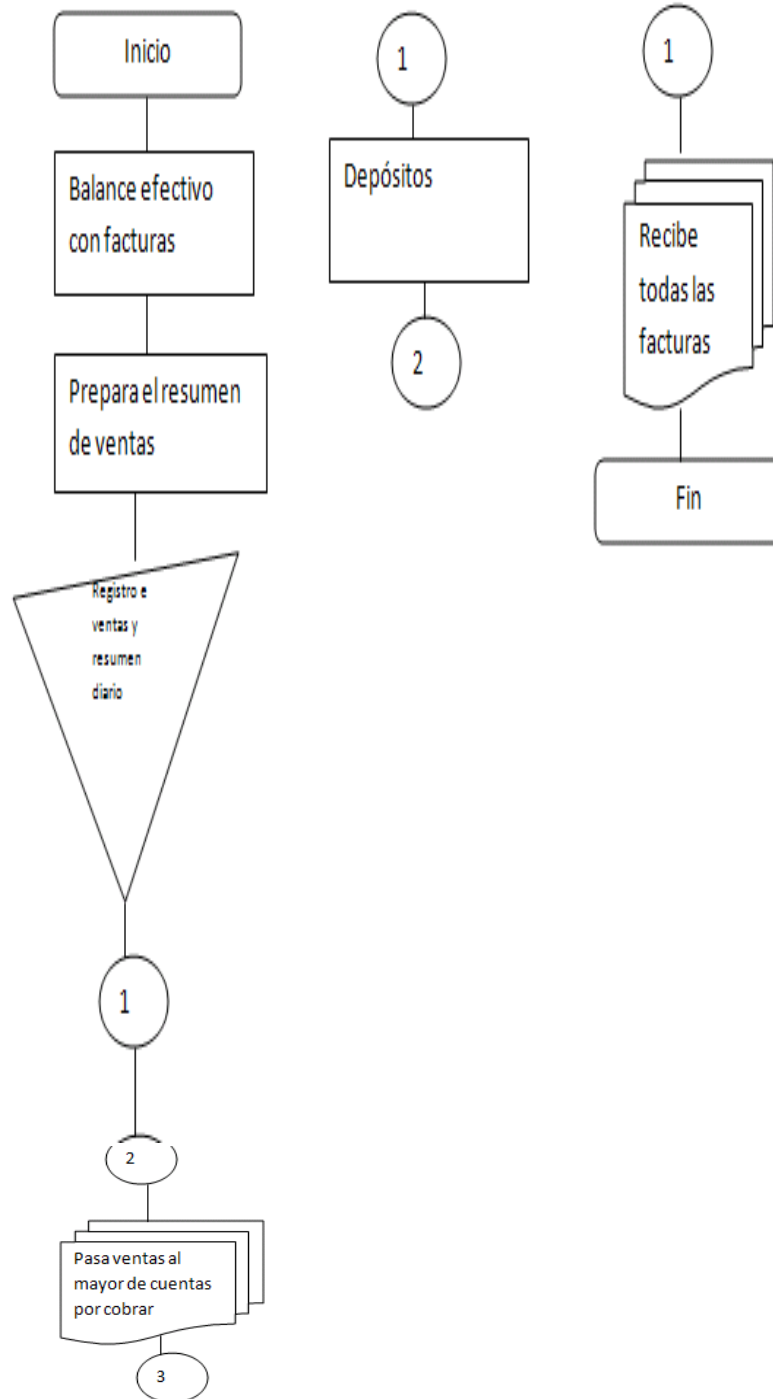 Inicio
Balance efectivo
con facturas
Prepara el resumen
de ventas
Registro e
ventas y
resumen
diario
1
2
Pasa ventas al
mayor de cuentas
por cobrar
3
1
Depósitos
2
1
Recibe
todas las
facturas
Fin